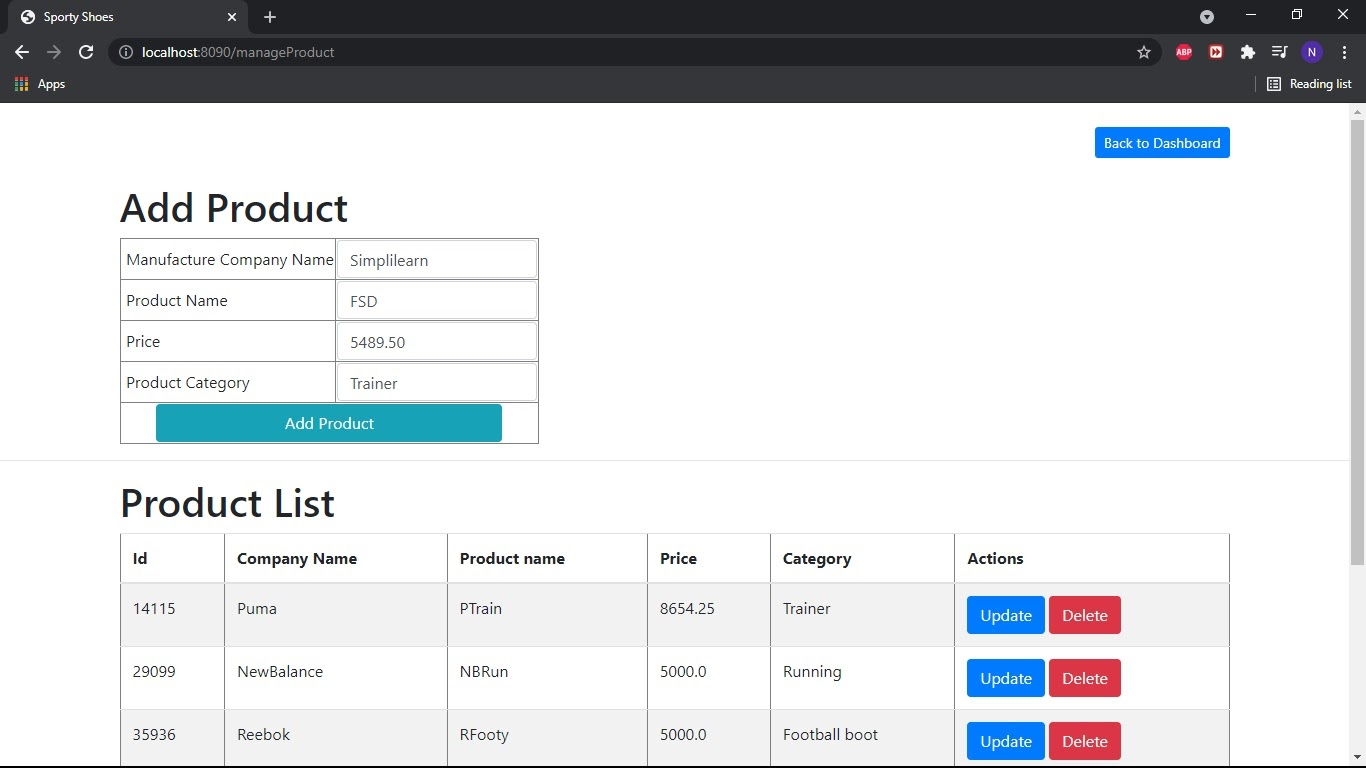 Sporty Shoes
localhost:8090/manageProduct
ABP
N
Apps
Reading list
Back to Dashboard
Add Product
Manufacture Company Name Simplilearn
Product Name FSD
Price 5489.50
Product Category Trainer
Add Product
Product List
Id Company Name Product name Price Category Actions
14115 Puma PTrain 8654.25 Trainer Update Delete
29099 NewBalance NBRun 5000.0 Running Update Delete
35936 Reebok RFooty 5000.0 Football boot Update Delete